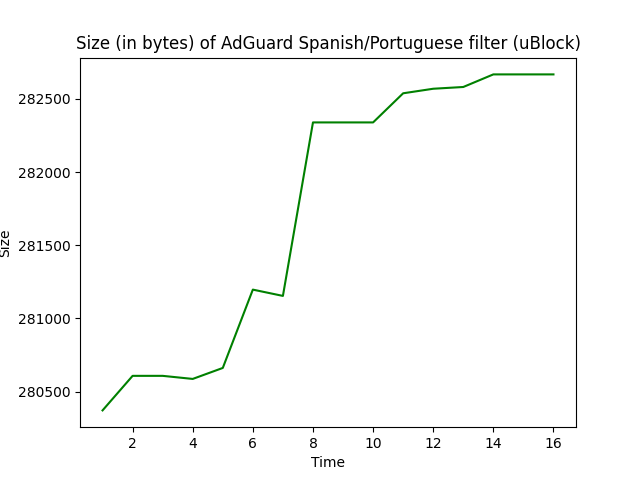 Size (in bytes) of AdGuard Spanish/Portuguese filter (uBlock)
282500
282000
281500
281000
280500
Size
2 4 6 8 10 12 14 16
Time